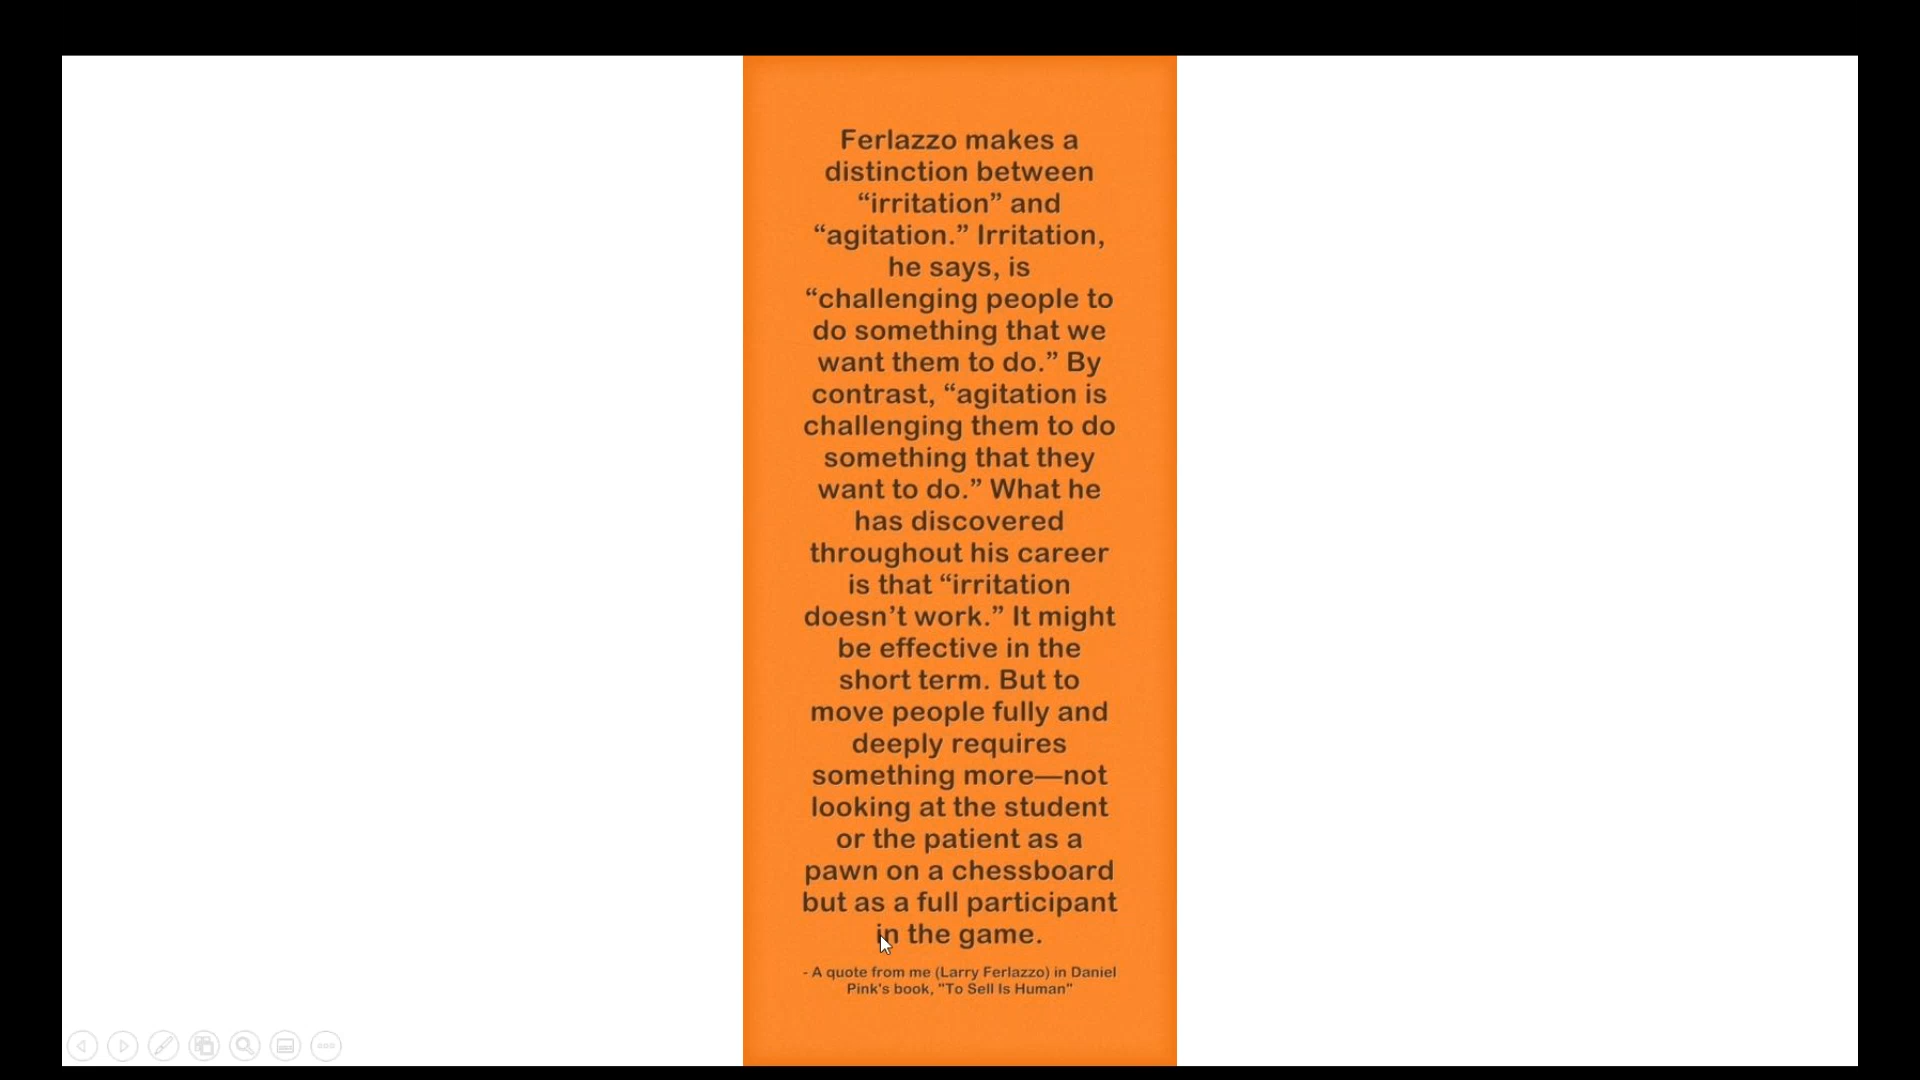 Ferlazzo makes a
distinction between
“irritation” and
“agitation.” Irritation,
he says, is
“challenging people to
do something that we
want them to do.” By
contrast, “agitation is
challenging them to do
something that they
want to do.” What he
has discovered
throughout his career
is that “irritation
doesn’t work.” It might
be effective in the
short term. But to
move people fully and
deeply requires
something more—not
looking at the student
or the patient as a
pawn on a chessboard
but as a full participant
in the game.
- A quote from me (Larry Ferlazzo) in Daniel
Pink's book, "To Sell Is Human"